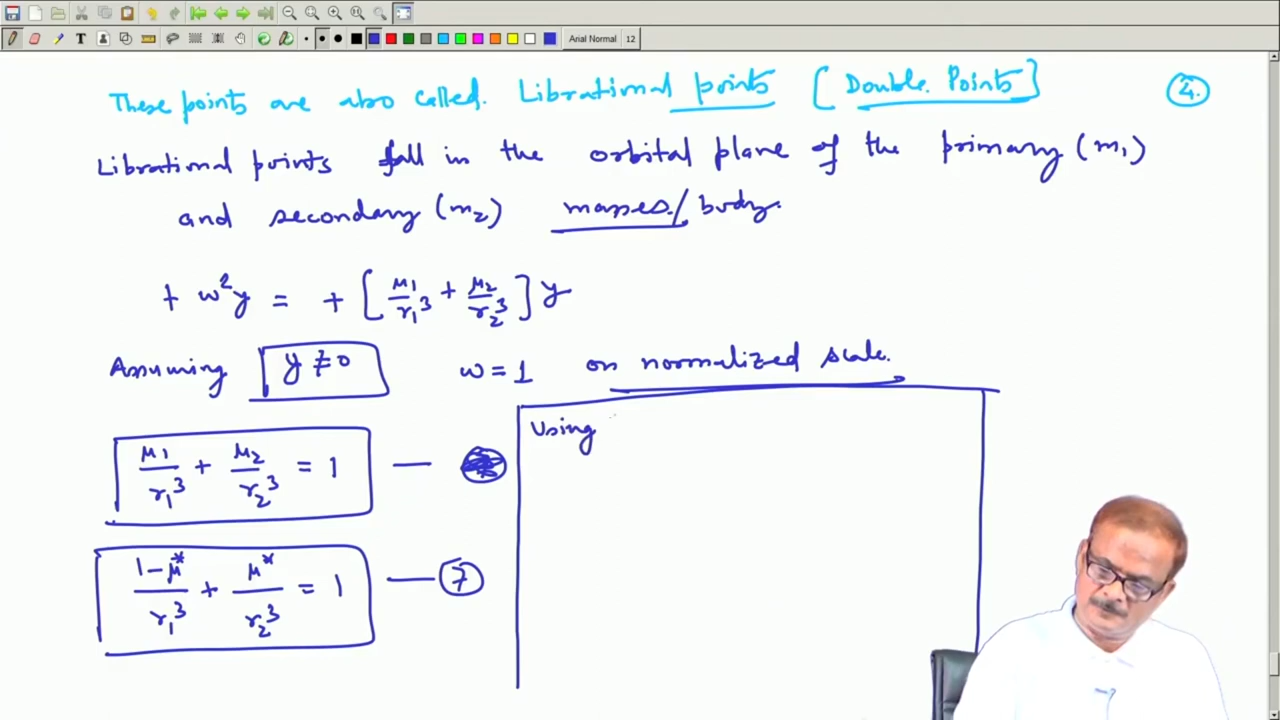 Arial Normal 12
These points are also called. Librational points [Double Points]
4.
Librational points fall in the orbital plane of the primary (m₁)
and secondary (m₂) masses./body.
+ w²y = + [μ₁/r₁³ + μ₂/r₂³] y
Assuming y ≠ 0 w = 1 on normalized scale.
Using
μ₁/r₁³ + μ₂/r₂³ = 1 —
(1-μ*)/r₁³ + μ*/r₂³ = 1 — 7